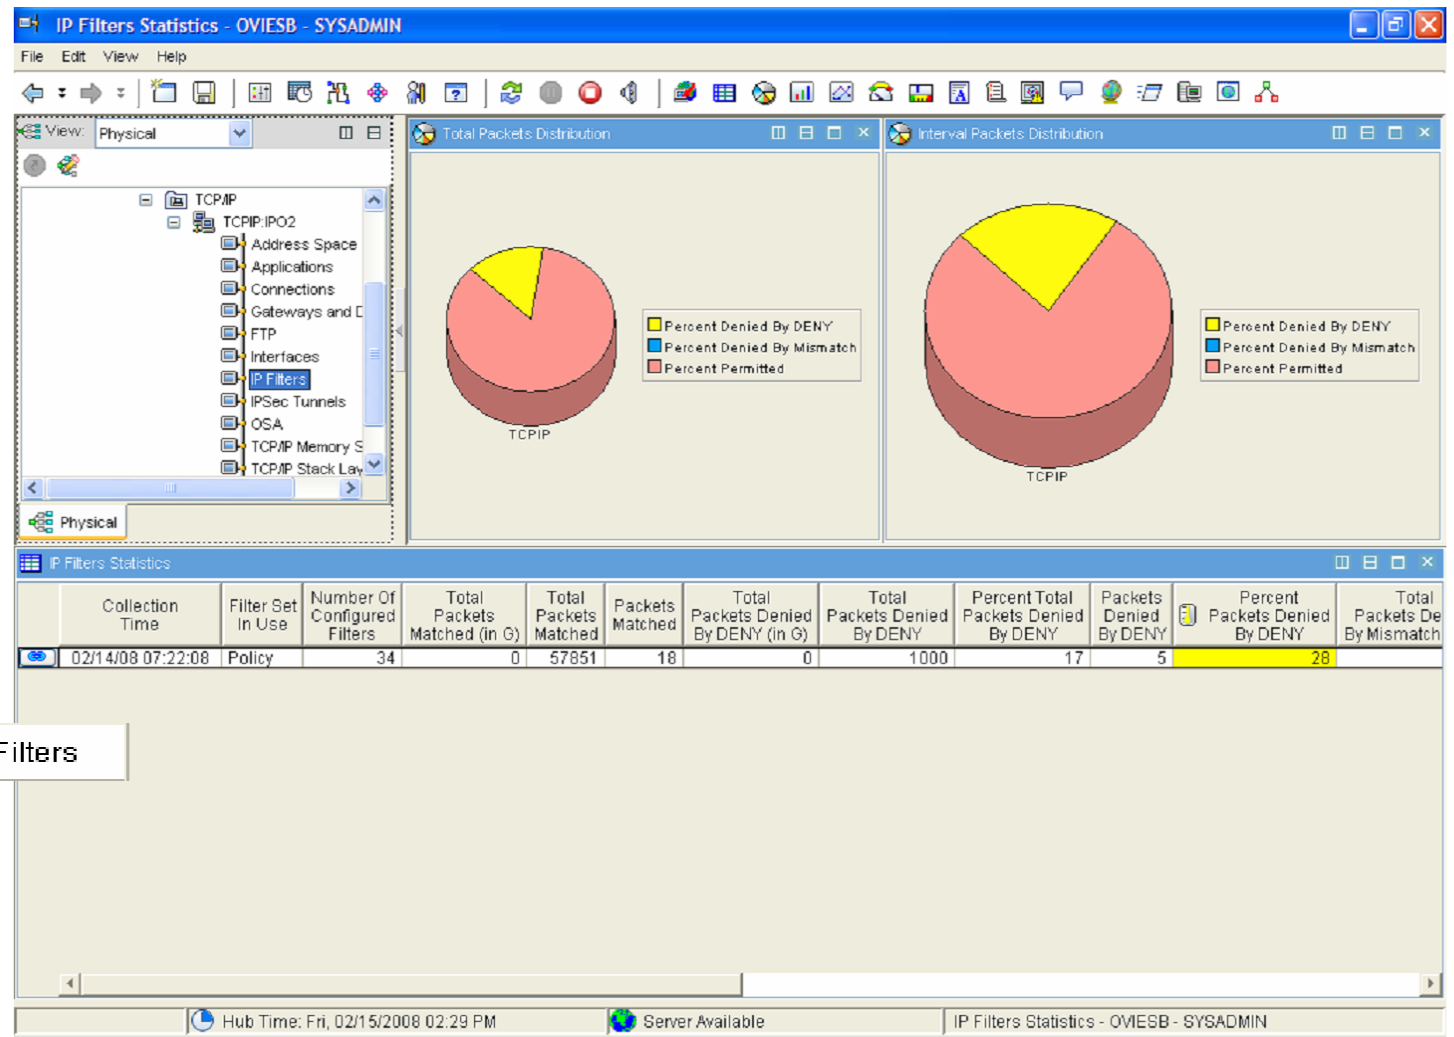 IP Filters Statistics - OVIESB - SYSADMIN
File Edit View Help
View: Physical
Total Packets Distribution
Interval Packets Distribution
TCP/IP
TCPIP:IPO2
Address Space
Applications
Connections
Gateways and D
FTP
Interfaces
IP Filters
IPSec Tunnels
OSA
TCP/IP Memory S
TCP/IP Stack Lay
Physical
Percent Denied By DENY
Percent Denied By Mismatch
Percent Permitted
TCPIP
Percent Denied By DENY
Percent Denied By Mismatch
Percent Permitted
TCPIP
IP Filters Statistics
Collection Time
Filter Set In Use
Number Of Configured Filters
Total Packets Matched (in G)
Total Packets Matched
Packets Matched
Total Packets Denied By DENY (in G)
Total Packets Denied By DENY
Percent Total Packets Denied By DENY
Packets Denied By DENY
Percent Packets Denied By DENY
Total Packets De By Mismatch
02/14/08 07:22:08 Policy 34 0 57851 18 0 1000 17 5 28
Filters
Hub Time: Fri, 02/15/2008 02:29 PM
Server Available
IP Filters Statistics - OVIESB - SYSADMIN